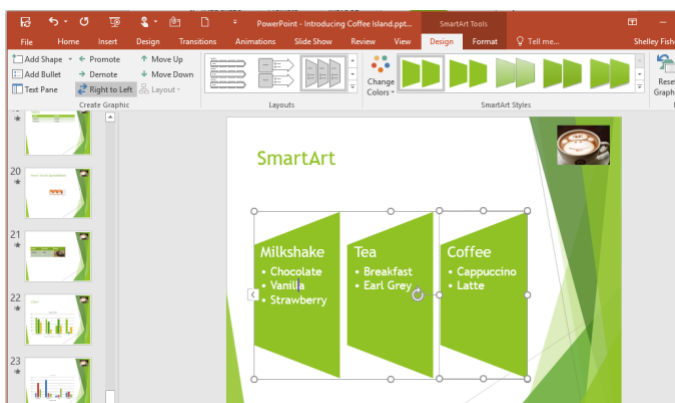 PowerPoint - Introducing Coffee Island.ppt...
SmartArt Tools
File Home Insert Design Transitions Animations Slide Show Review View Design Format Tell me... Shelley Fish
Add Shape Promote Move Up
Add Bullet Demote Move Down
Text Pane Right to Left Layout
Create Graphic
Layouts
Change
Colors
SmartArt Styles
Rese
Graph
20
21
22
23
SmartArt
Milkshake
• Chocolate
• Vanilla
• Strawberry
Tea
• Breakfast
• Earl Grey
Coffee
• Cappuccino
• Latte